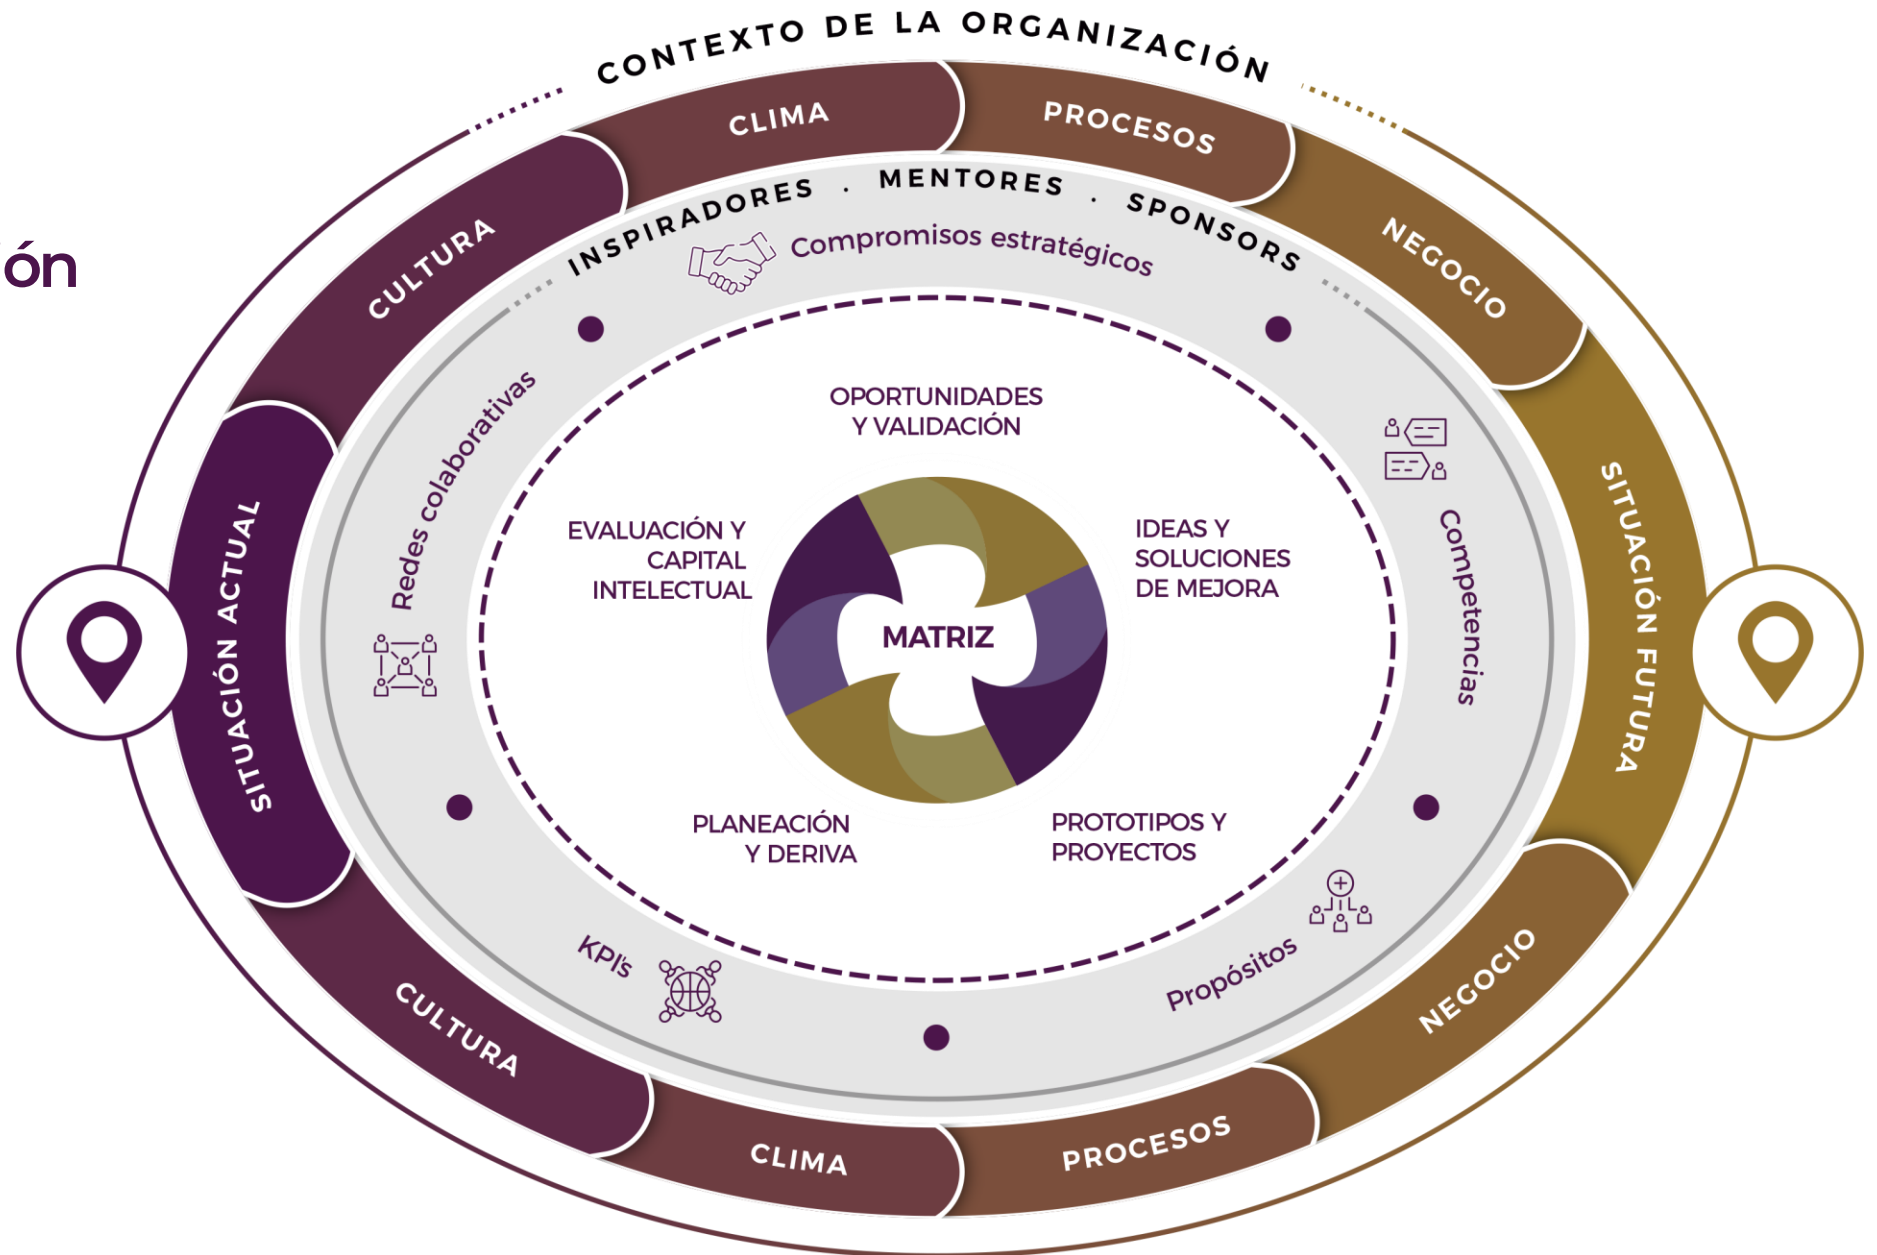 CONTEXTO DE LA ORGANIZACIÓN
CLIMA
PROCESOS
CULTURA
NEGOCIO
INSPIRADORES . MENTORES . SPONSORS
Compromisos estratégicos
ón
Redes colaborativas
OPORTUNIDADES
Y VALIDACIÓN
EVALUACIÓN Y
CAPITAL
INTELECTUAL
IDEAS Y
SOLUCIONES
DE MEJORA
Competencias
SITUACIÓN ACTUAL
MATRIZ
SITUACIÓN FUTURA
PLANEACIÓN
Y DERIVA
PROTOTIPOS Y
PROYECTOS
KPI's
Propósitos
CULTURA
NEGOCIO
CLIMA
PROCESOS